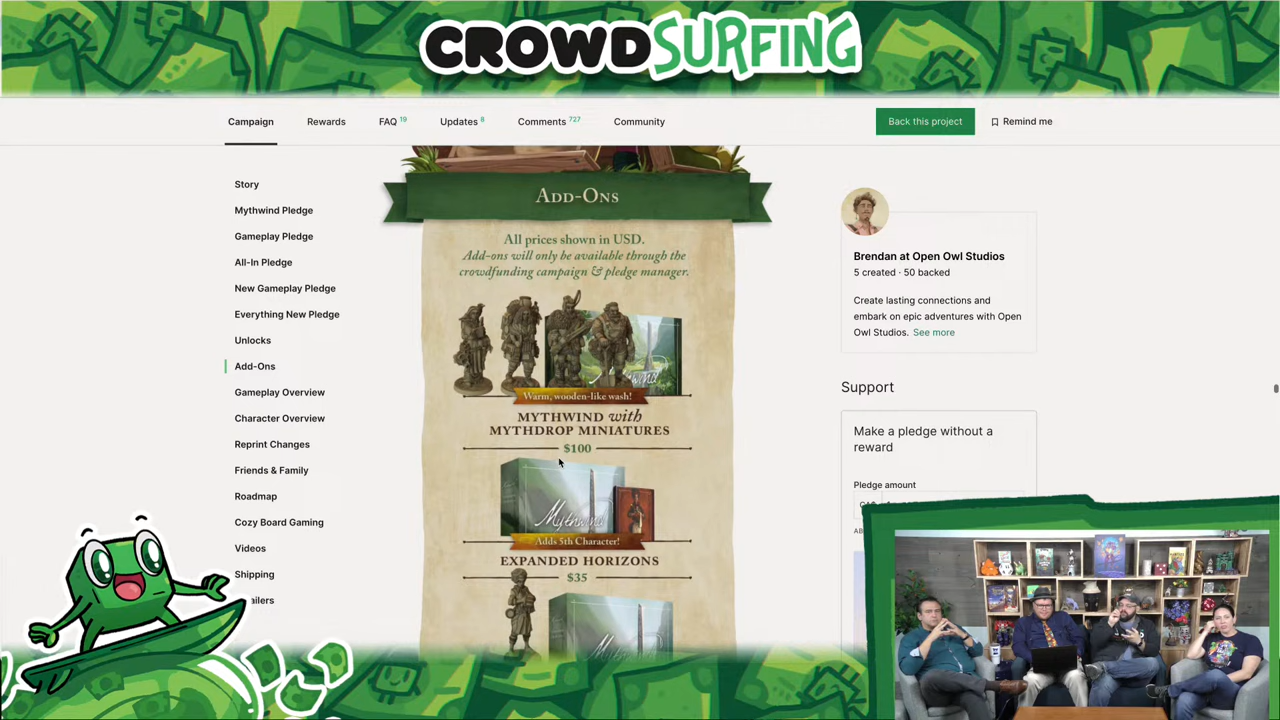 CROWDSURFING
Campaign
Rewards
FAQ 19
Updates 8
Comments 727
Community
Back this project
Remind me
Story
Mythwind Pledge
Gameplay Pledge
All-In Pledge
New Gameplay Pledge
Everything New Pledge
Unlocks
Add-Ons
Gameplay Overview
Character Overview
Reprint Changes
Friends & Family
Roadmap
Cozy Board Gaming
Videos
Shipping
ailers
ADD-ONS
All prices shown in USD.
Add-ons will only be available through the
crowdfunding campaign & pledge manager.
Mythwind
Warm, wooden-like wash!
MYTHWIND with
MYTHDROP MINIATURES
$100
Mythwind
Adds 5th Character!
EXPANDED HORIZONS
$35
Brendan at Open Owl Studios
5 created · 50 backed
Create lasting connections and
embark on epic adventures with Open
Owl Studios. See more
Support
Make a pledge without a
reward
Pledge amount